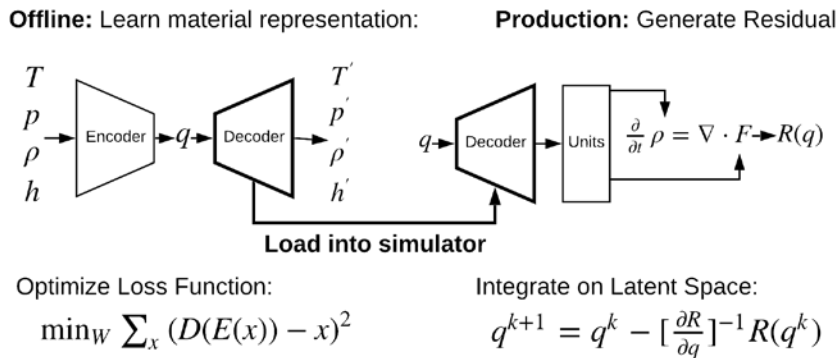 Offline: Learn material representation:
T
p
ρ
h
Encoder
q
Decoder
T′
p′
ρ′
h′
Load into simulator
Optimize Loss Function:
min_W ∑_x (D(E(x)) − x)²
Production: Generate Residual
q
Decoder
Units
∂/∂t ρ = ∇ · F → R(q)
Integrate on Latent Space:
q^{k+1} = q^k − [∂R/∂q]^{-1} R(q^k)